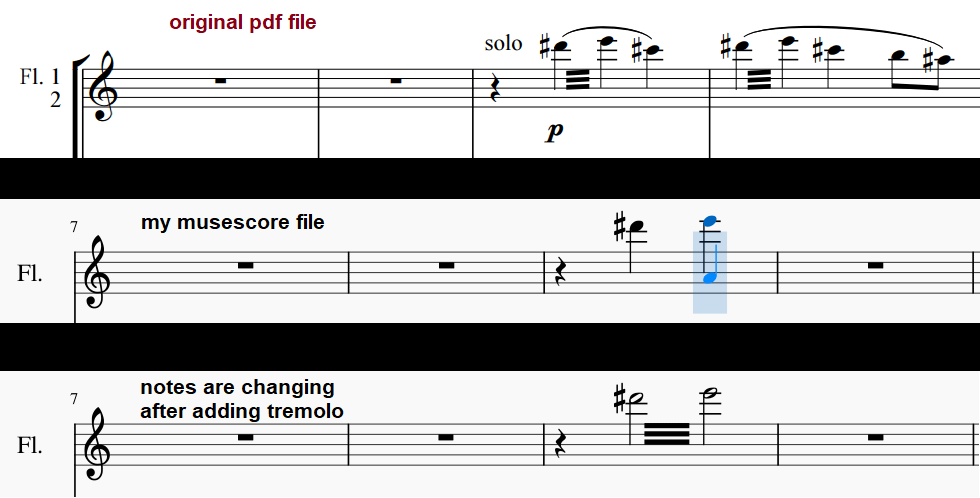 original pdf file
solo
Fl. 1
2
p
my musescore file
7
Fl.
notes are changing
after adding tremolo
7
Fl.